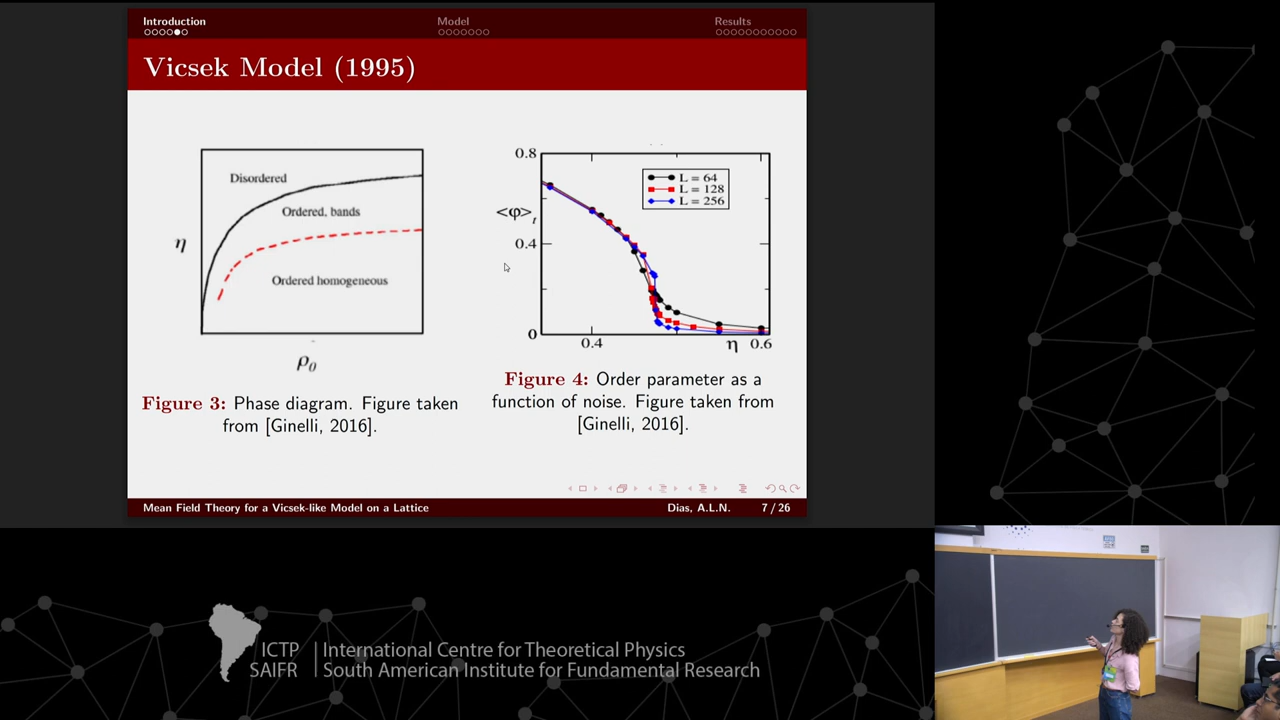 Introduction
Model
Results
Vicsek Model (1995)
Disordered
Ordered, bands
Ordered homogeneous
η
ρ0
0.8
0.4
0
<φ>t
L = 64
L = 128
L = 256
0.4
η
0.6
Figure 3: Phase diagram. Figure taken
from [Ginelli, 2016].
Figure 4: Order parameter as a
function of noise. Figure taken from
[Ginelli, 2016].
Mean Field Theory for a Vicsek-like Model on a Lattice
Dias, A.L.N.
7 / 26
ICTP
SAIFR
International Centre for Theoretical Physics
South American Institute for Fundamental Research